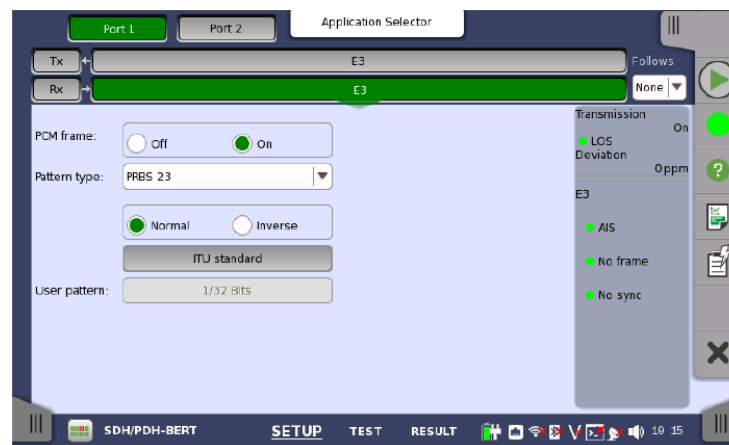 Port 1
Port 2
Application Selector
Tx
E3
Follows
Rx
E3
None
PCM frame:
Off
On
Pattern type:
PRBS 23
Normal
Inverse
ITU standard
User pattern:
1/32 Bits
Transmission
On
LOS
Deviation
0 ppm
E3
AIS
No frame
No sync
SDH/PDH-BERT
SETUP
TEST
RESULT
10 15